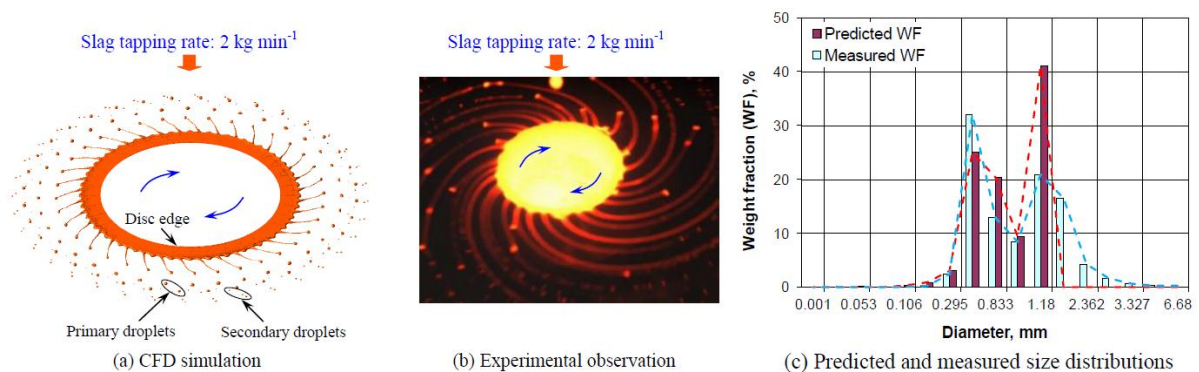 Slag tapping rate: 2 kg min⁻¹
Disc edge
Primary droplets
Secondary droplets
(a) CFD simulation
Slag tapping rate: 2 kg min⁻¹
(b) Experimental observation
Weight fraction (WF), %
50
40
30
20
10
0
Predicted WF
Measured WF
0.001 0.053 0.106 0.295 0.833 1.18 2.362 3.327 6.68
Diameter, mm
(c) Predicted and measured size distributions